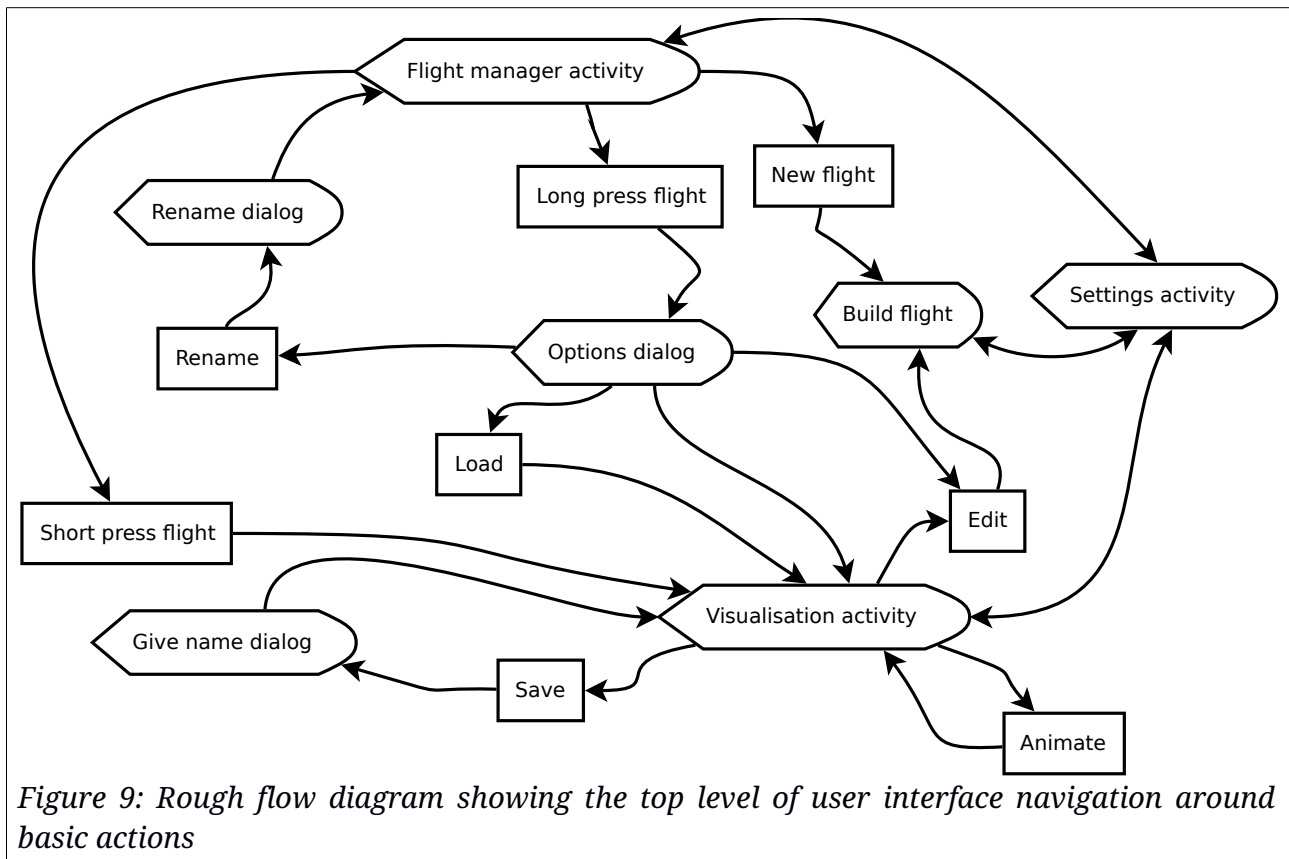 Flight manager activity
New flight
Long press flight
Rename dialog
Settings activity
Build flight
Options dialog
Rename
Load
Edit
Short press flight
Visualisation activity
Give name dialog
Save
Animate
Figure 9: Rough flow diagram showing the top level of user interface navigation around
basic actions